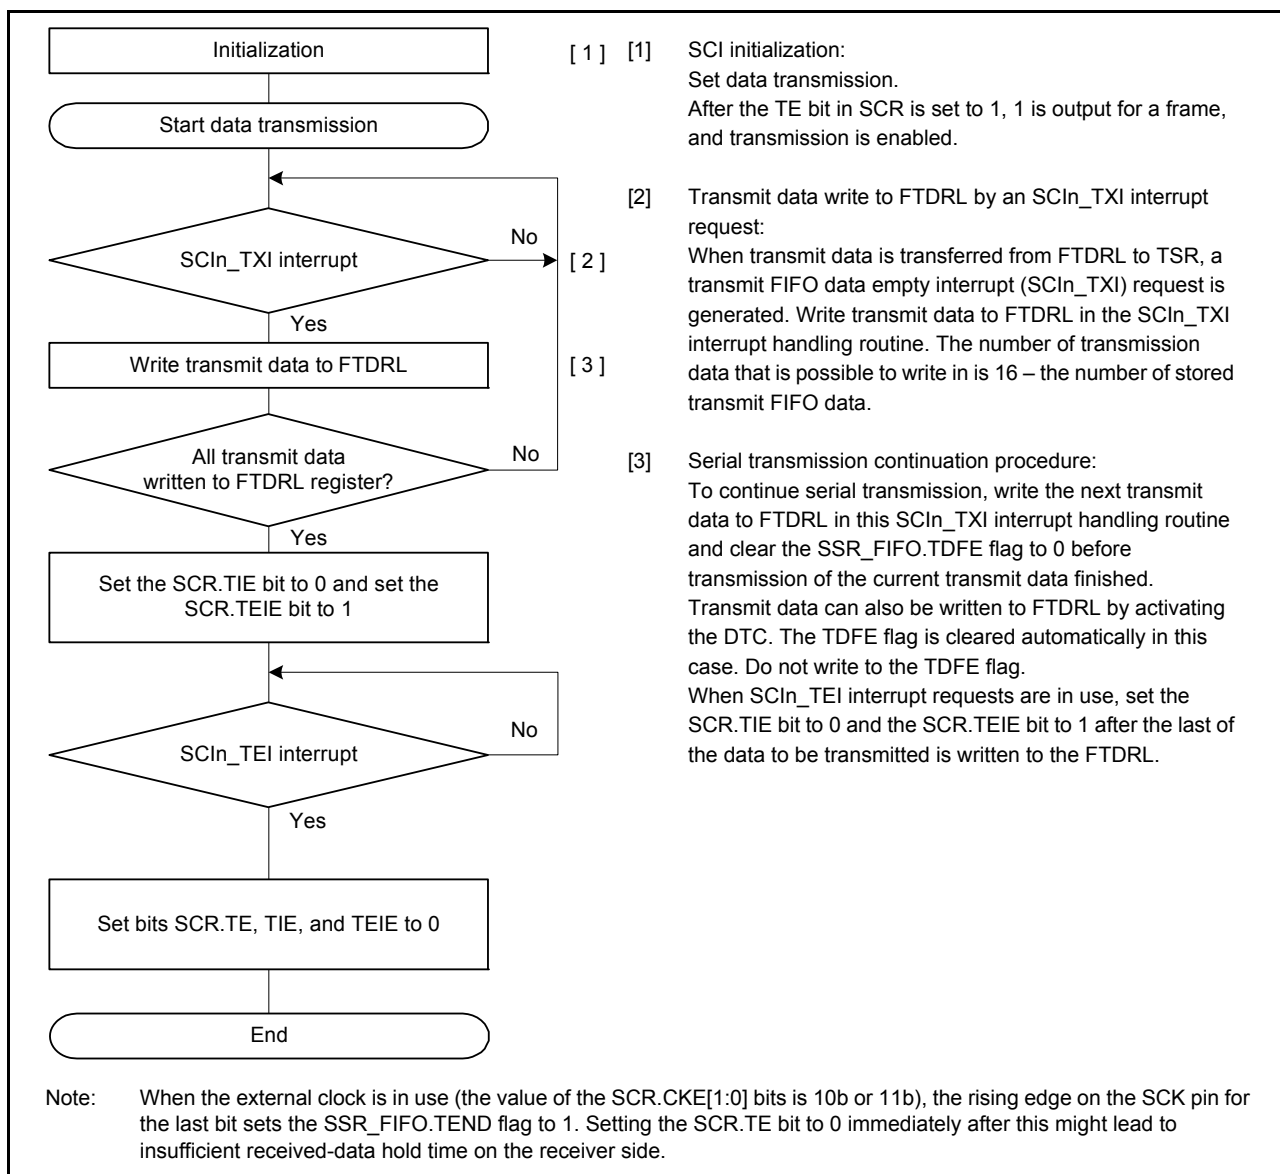 Initialization
[ 1 ]
Start data transmission
SCIn_TXI interrupt
No
[ 2 ]
Yes
Write transmit data to FTDRL
[ 3 ]
All transmit data
written to FTDRL register?
No
Yes
Set the SCR.TIE bit to 0 and set the
SCR.TEIE bit to 1
SCIn_TEI interrupt
No
Yes
Set bits SCR.TE, TIE, and TEIE to 0
End
[1] SCI initialization:
Set data transmission.
After the TE bit in SCR is set to 1, 1 is output for a frame,
and transmission is enabled.
[2] Transmit data write to FTDRL by an SCIn_TXI interrupt
request:
When transmit data is transferred from FTDRL to TSR, a
transmit FIFO data empty interrupt (SCIn_TXI) request is
generated. Write transmit data to FTDRL in the SCIn_TXI
interrupt handling routine. The number of transmission
data that is possible to write in is 16 – the number of stored
transmit FIFO data.
[3] Serial transmission continuation procedure:
To continue serial transmission, write the next transmit
data to FTDRL in this SCIn_TXI interrupt handling routine
and clear the SSR_FIFO.TDFE flag to 0 before
transmission of the current transmit data finished.
Transmit data can also be written to FTDRL by activating
the DTC. The TDFE flag is cleared automatically in this
case. Do not write to the TDFE flag.
When SCIn_TEI interrupt requests are in use, set the
SCR.TIE bit to 0 and the SCR.TEIE bit to 1 after the last of
the data to be transmitted is written to the FTDRL.
Note: When the external clock is in use (the value of the SCR.CKE[1:0] bits is 10b or 11b), the rising edge on the SCK pin for
the last bit sets the SSR_FIFO.TEND flag to 1. Setting the SCR.TE bit to 0 immediately after this might lead to
insufficient received-data hold time on the receiver side.